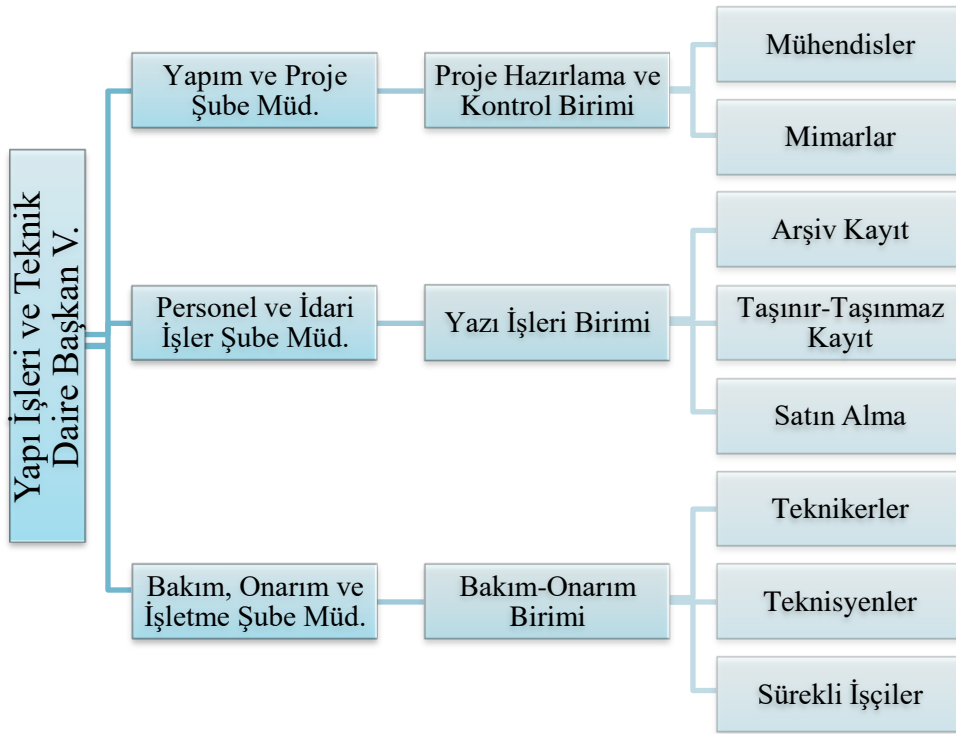 Yapı İşleri ve Teknik
Daire Başkan V.
Yapım ve Proje
Şube Müd.
Proje Hazırlama ve
Kontrol Birimi
Mühendisler
Mimarlar
Personel ve İdari
İşler Şube Müd.
Yazı İşleri Birimi
Arşiv Kayıt
Taşınır-Taşınmaz
Kayıt
Satın Alma
Bakım, Onarım ve
İşletme Şube Müd.
Bakım-Onarım
Birimi
Teknikerler
Teknisyenler
Sürekli İşçiler